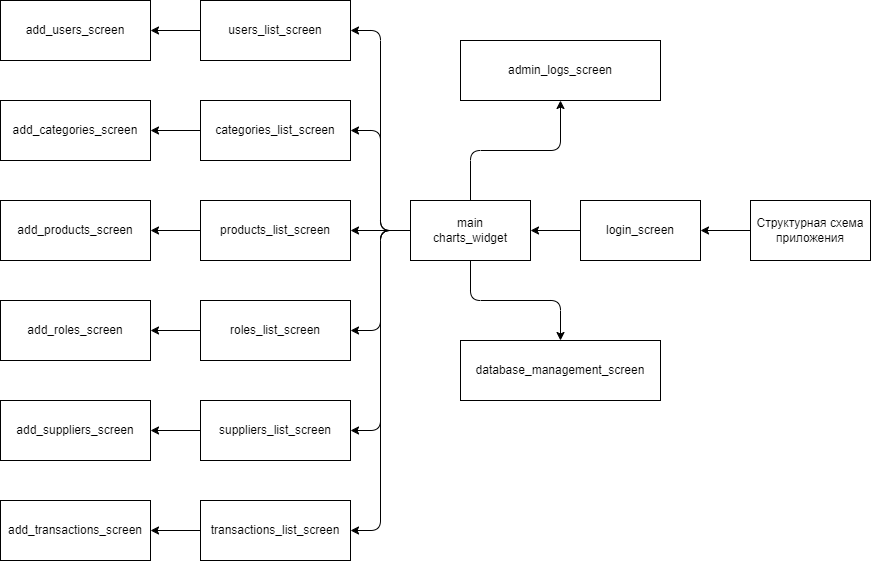 add_users_screen
users_list_screen
admin_logs_screen
add_categories_screen
categories_list_screen
add_products_screen
products_list_screen
main
charts_widget
login_screen
Структурная схема
приложения
add_roles_screen
roles_list_screen
database_management_screen
add_suppliers_screen
suppliers_list_screen
add_transactions_screen
transactions_list_screen